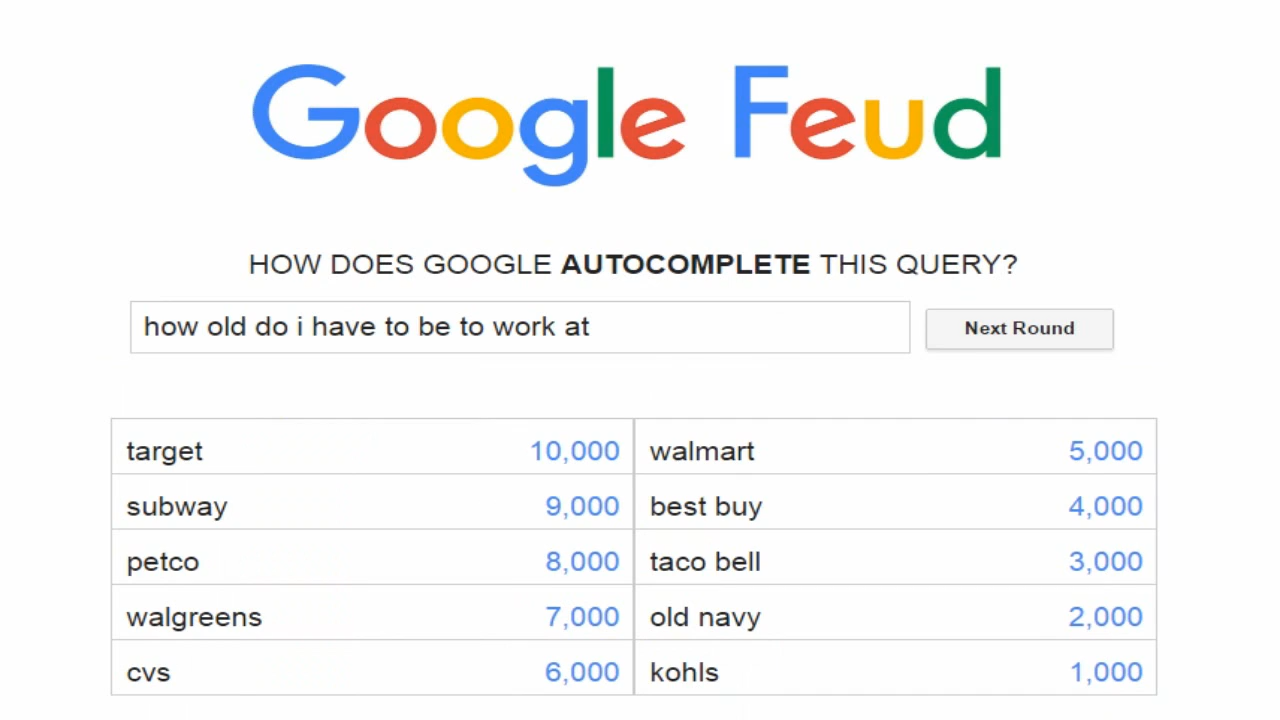 Google Feud
HOW DOES GOOGLE AUTOCOMPLETE THIS QUERY?
how old do i have to be to work at
Next Round
target 10,000
subway 9,000
petco 8,000
walgreens 7,000
cvs 6,000
walmart 5,000
best buy 4,000
taco bell 3,000
old navy 2,000
kohls 1,000